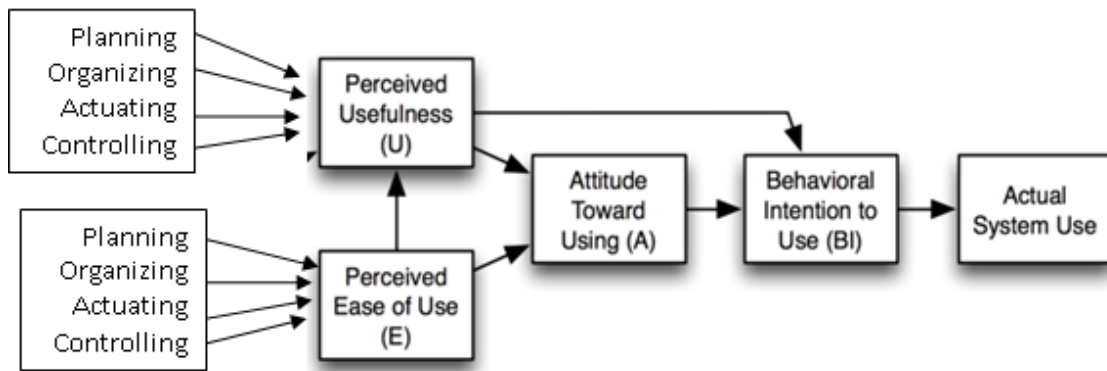 Planning
Organizing
Actuating
Controlling
Perceived
Usefulness
(U)
Planning
Organizing
Actuating
Controlling
Perceived
Ease of Use
(E)
Attitude
Toward
Using (A)
Behavioral
Intention to
Use (BI)
Actual
System Use